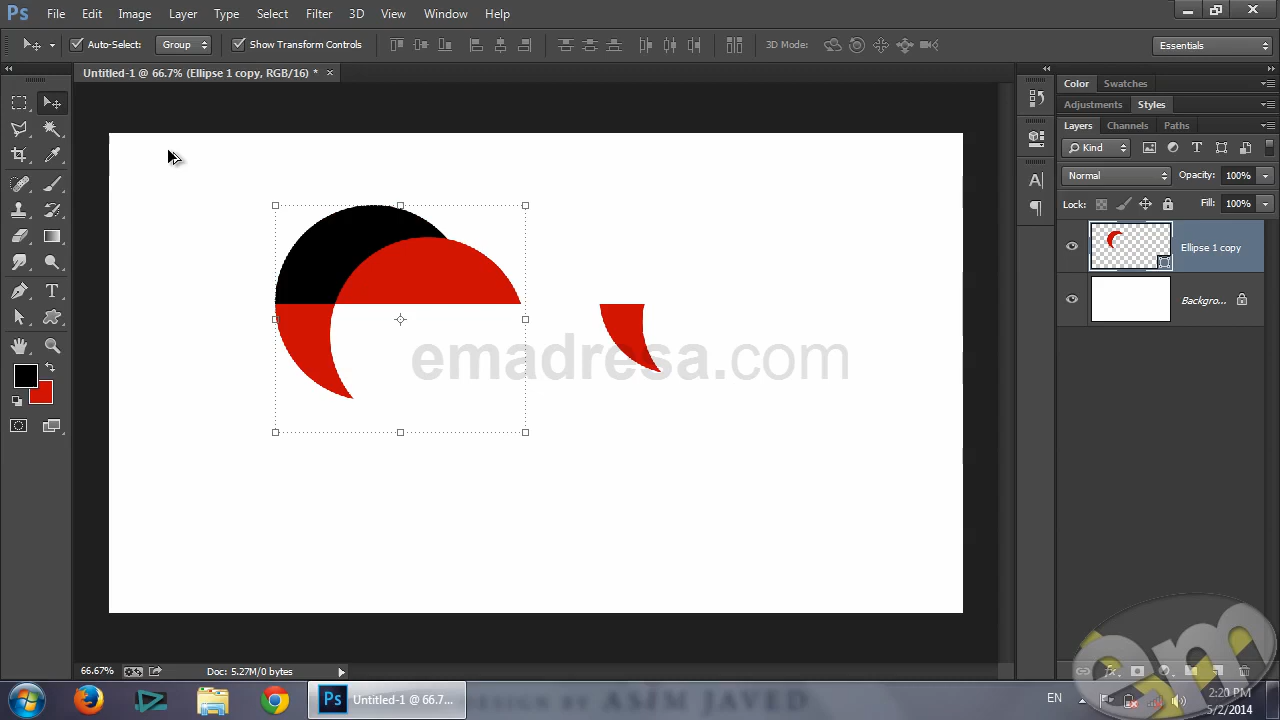 Ps File Edit Image Layer Type Select Filter 3D View Window Help
Auto-Select: Group Show Transform Controls 3D Mode: Essentials
Untitled-1 @ 66.7% (Ellipse 1 copy, RGB/16) * ×
Color Swatches
Adjustments Styles
Layers Channels Paths
Kind
Normal Opacity: 100%
Lock: Fill: 100%
Ellipse 1 copy
Backgro...
emadresa.com
66.67% Doc: 5.27M/0 bytes
em
Ps Untitled-1 @ 66.7... EN 2:20 PM
5/2/2014